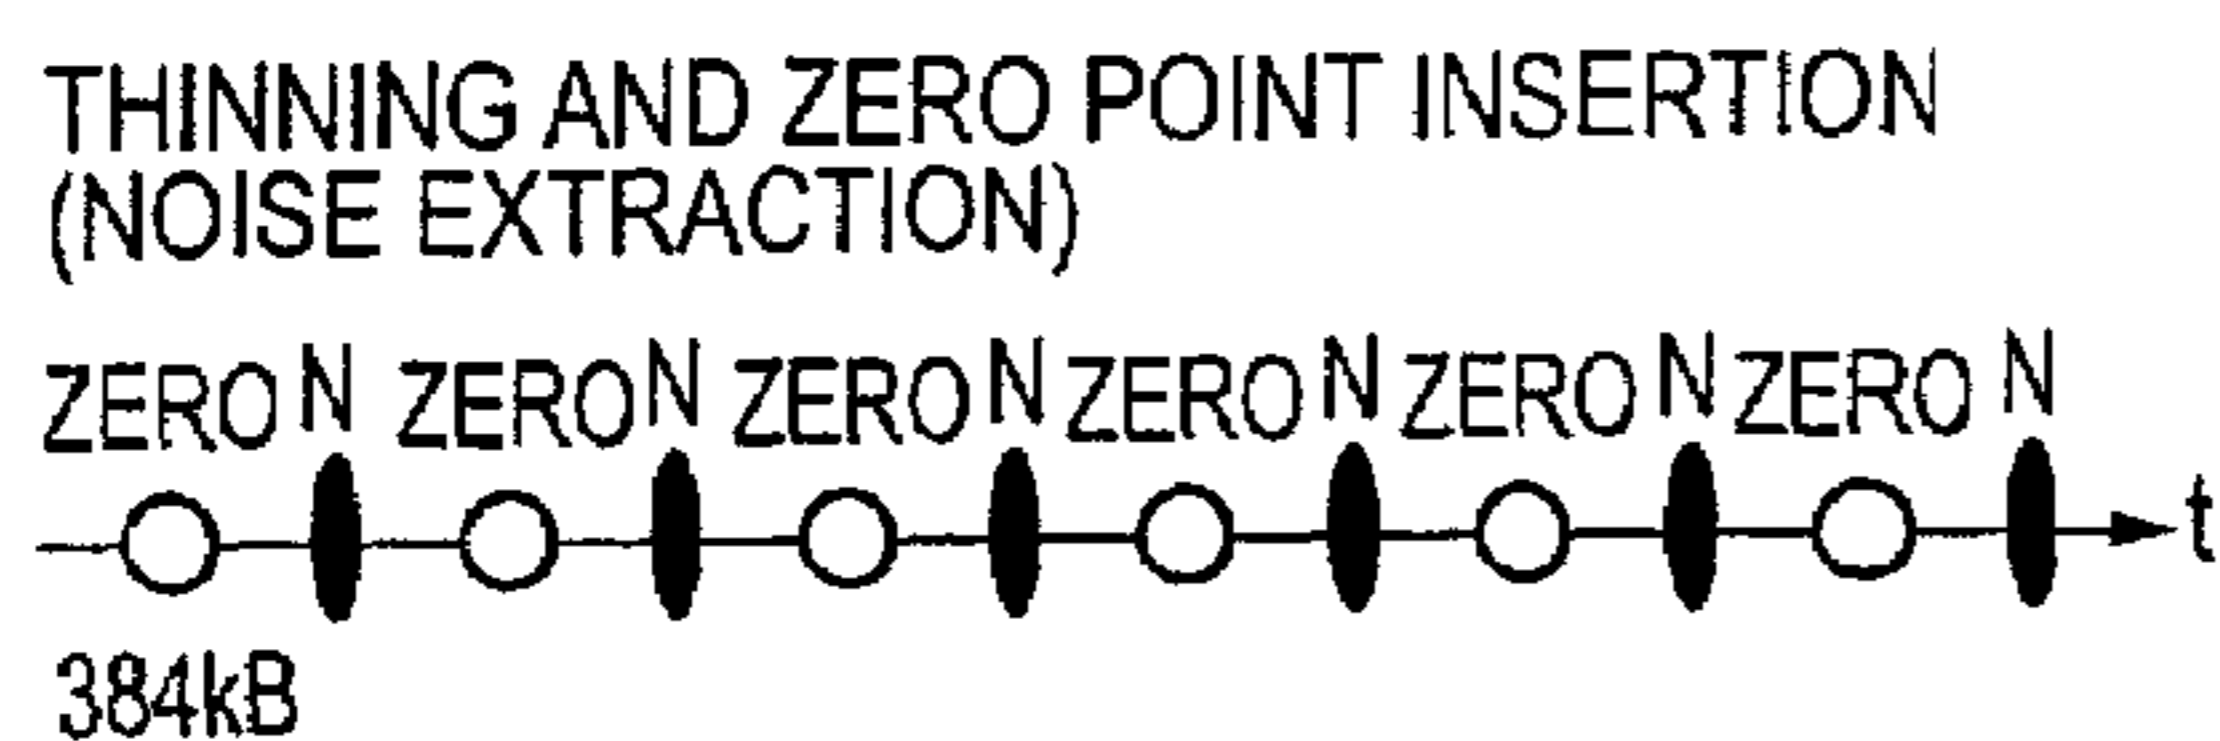 THINNING AND ZERO POINT INSERTION
(NOISE EXTRACTION)
ZERO N ZERO N ZERO N ZERO N ZERO N ZERO N
t
384kB